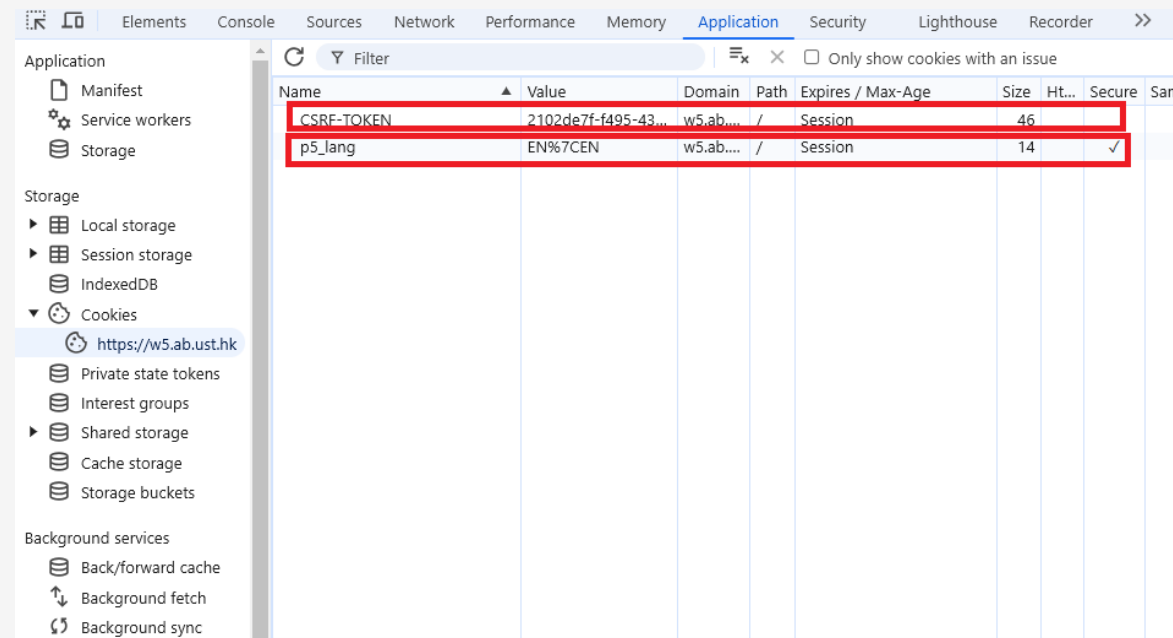 Elements Console Sources Network Performance Memory Application Security Lighthouse Recorder
Application
Manifest
Service workers
Storage
Storage
Local storage
Session storage
IndexedDB
Cookies
https://w5.ab.ust.hk
Private state tokens
Interest groups
Shared storage
Cache storage
Storage buckets
Background services
Back/forward cache
Background fetch
Background sync
Filter Only show cookies with an issue
Name Value Domain Path Expires / Max-Age Size Ht... Secure Sar
CSRF-TOKEN 2102de7f-f495-43... w5.ab.... / Session 46
p5_lang EN%7CEN w5.ab.... / Session 14 ✓